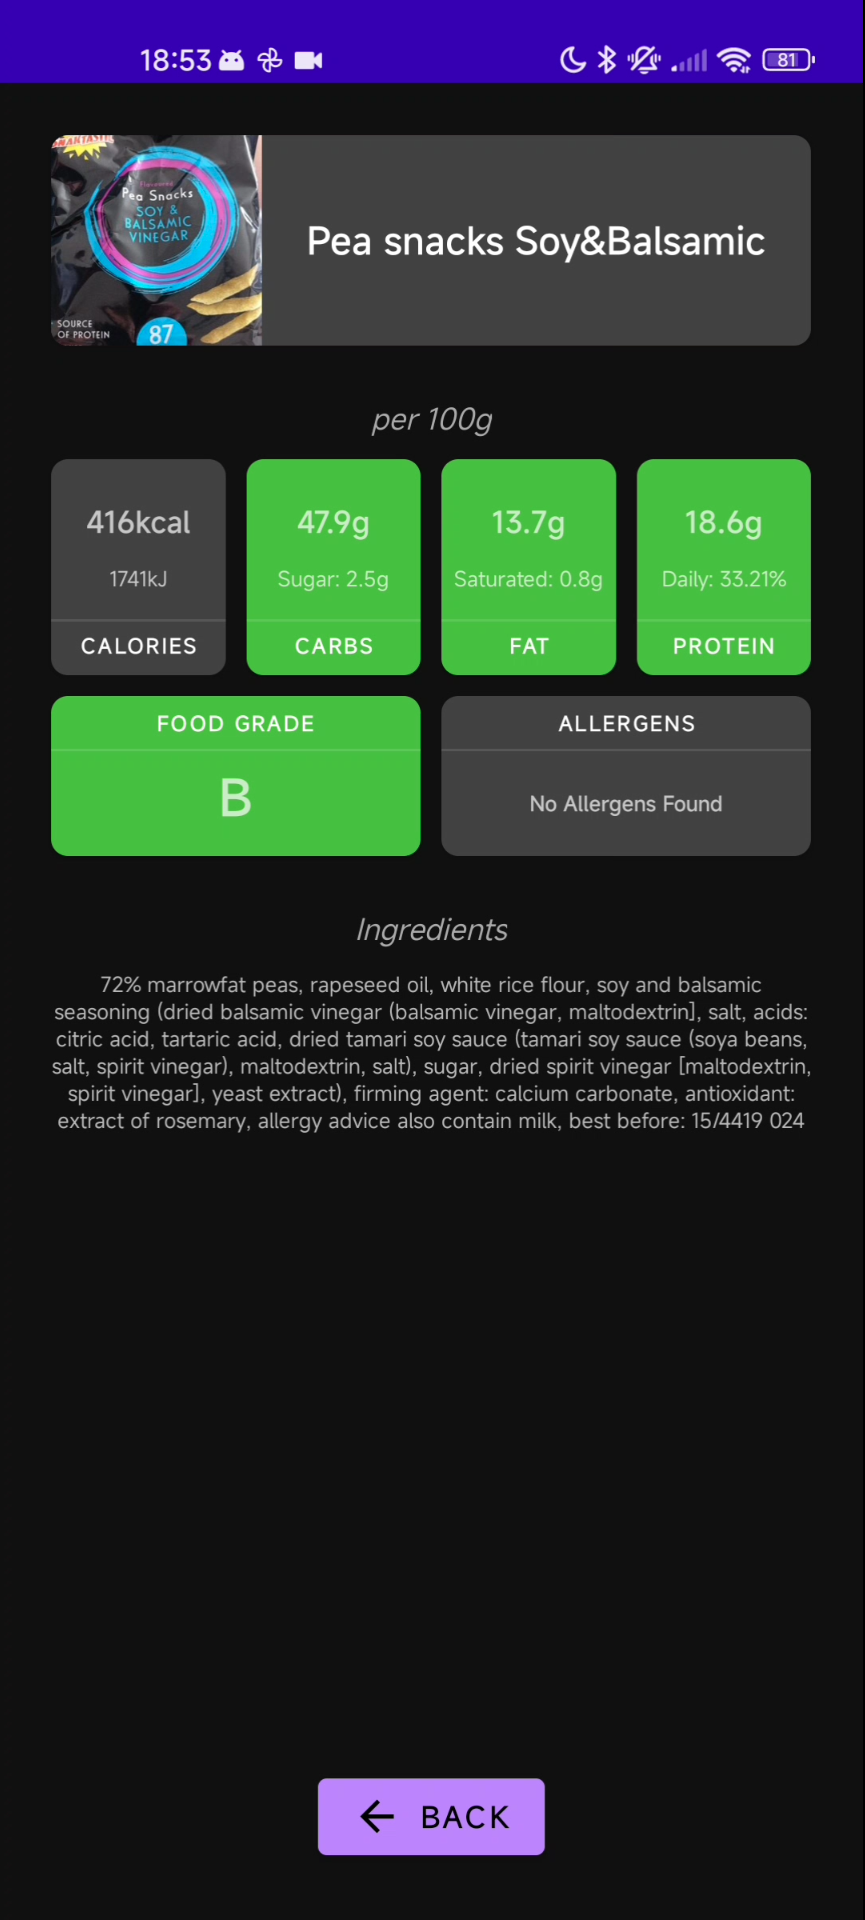 18:53
81
SNAKTASTIC
Flavoured
Pea Snacks
SOY &
BALSAMIC
VINEGAR
SOURCE
OF PROTEIN
87
Pea snacks Soy&Balsamic
per 100g
416kcal
1741kJ
CALORIES
47.9g
Sugar: 2.5g
CARBS
13.7g
Saturated: 0.8g
FAT
18.6g
Daily: 33.21%
PROTEIN
FOOD GRADE
B
ALLERGENS
No Allergens Found
Ingredients
72% marrowfat peas, rapeseed oil, white rice flour, soy and balsamic
seasoning (dried balsamic vinegar (balsamic vinegar, maltodextrin], salt, acids:
citric acid, tartaric acid, dried tamari soy sauce (tamari soy sauce (soya beans,
salt, spirit vinegar), maltodextrin, salt), sugar, dried spirit vinegar [maltodextrin,
spirit vinegar], yeast extract), firming agent: calcium carbonate, antioxidant:
extract of rosemary, allergy advice also contain milk, best before: 15/4419 024
BACK